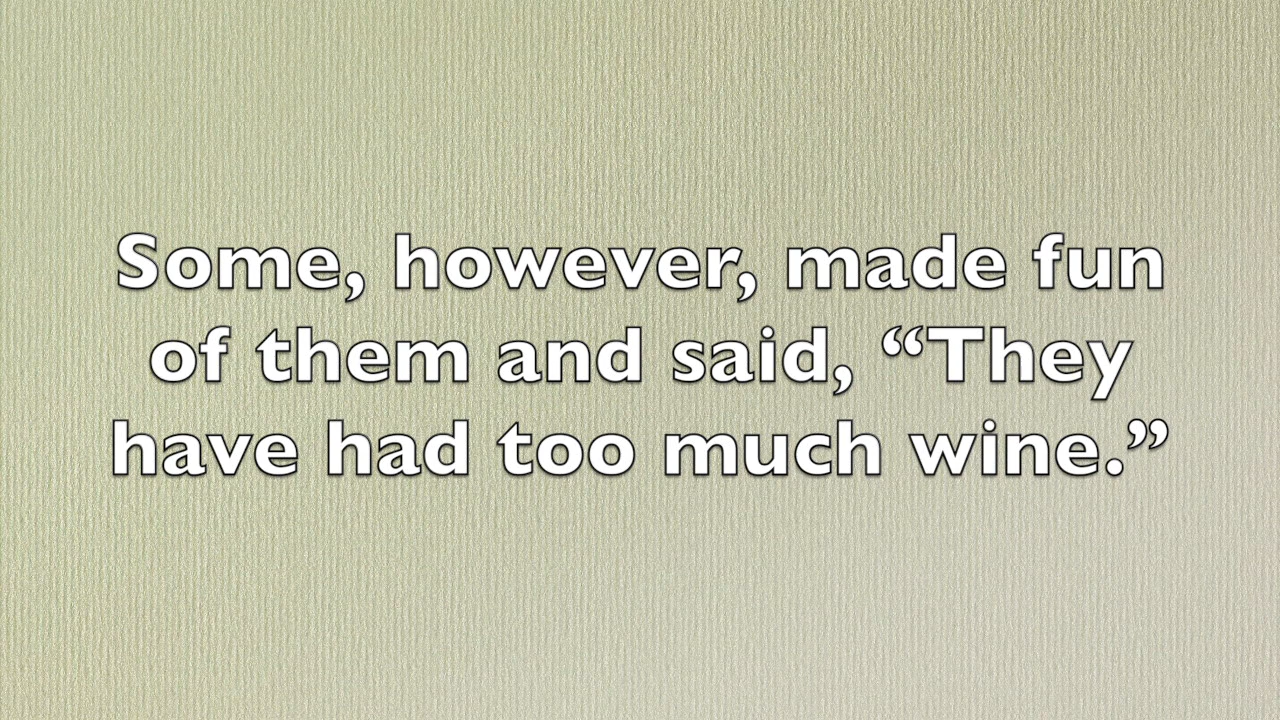 Some, however, made fun
of them and said, “They
have had too much wine.”